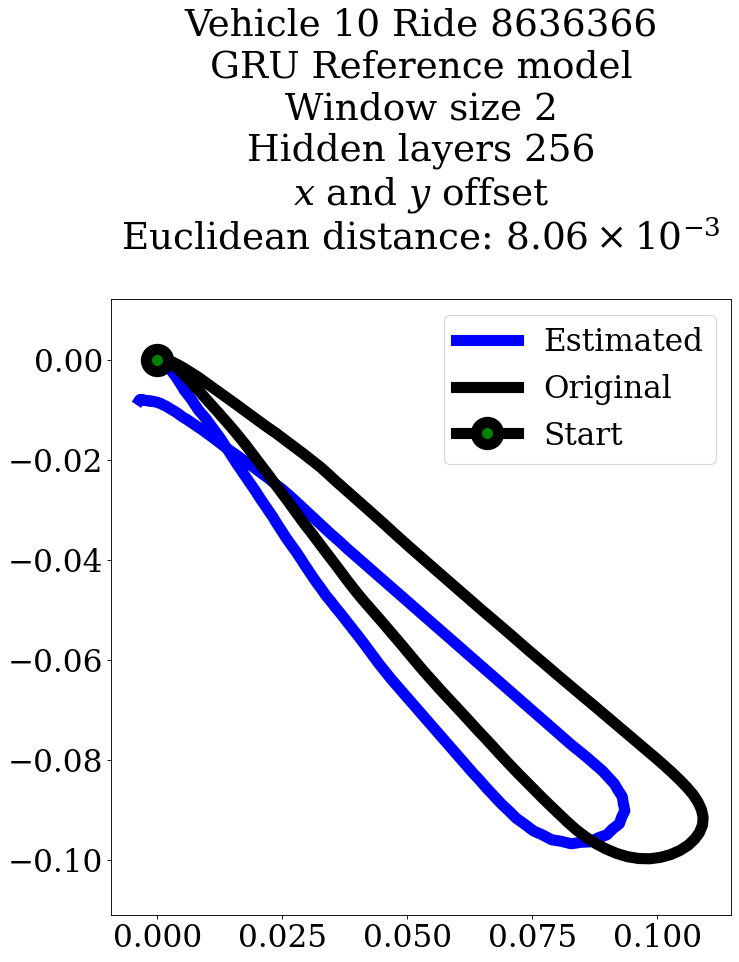 Vehicle 10 Ride 8636366
GRU Reference model
Window size 2
Hidden layers 256
x and y offset
Euclidean distance: 8.06 × 10⁻³
Estimated
Original
Start
0.00
−0.02
−0.04
−0.06
−0.08
−0.10
0.000 0.025 0.050 0.075 0.100